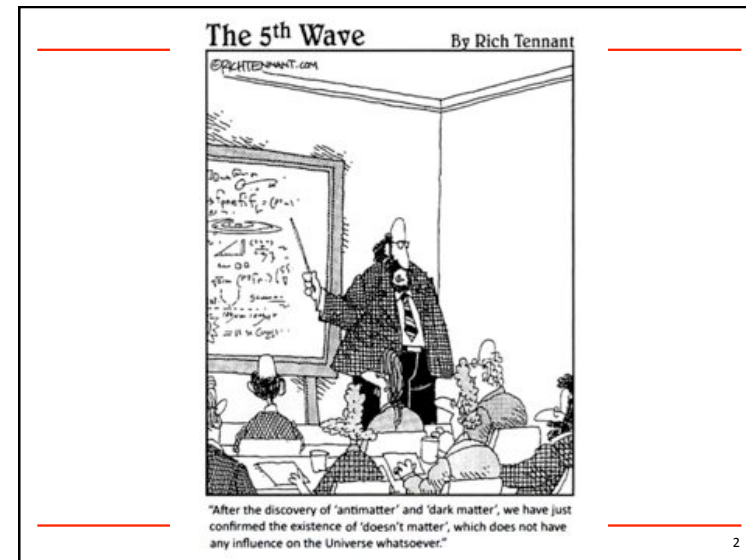 The 5th Wave
By Rich Tennant
©RICHTENNANT.COM
"After the discovery of 'antimatter' and 'dark matter', we have just
confirmed the existence of 'doesn't matter', which does not have
any influence on the Universe whatsoever."
2